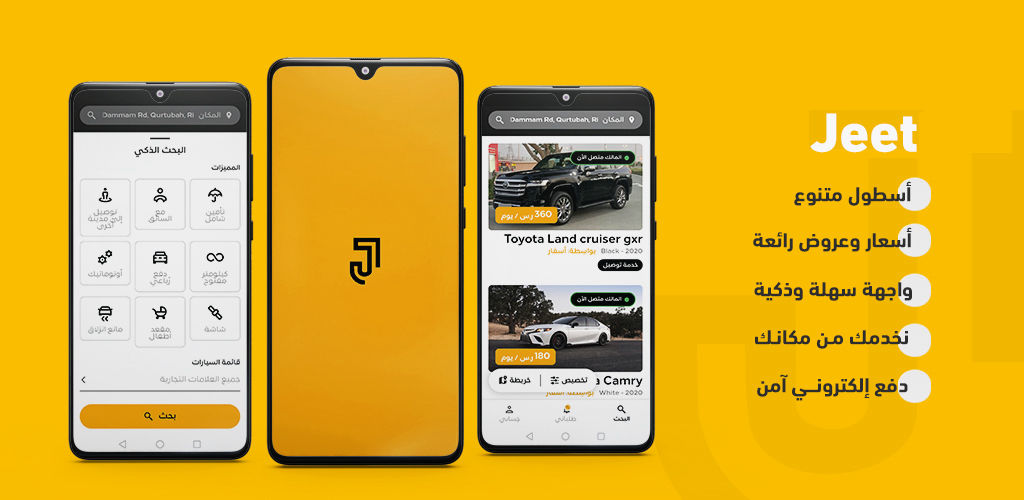 Jeet
أسطول متنوع
أسعار وعروض رائعة
واجهة سهلة وذكية
نخدمك من مكانك
دفع إلكتروني آمن
المكان Dammam Rd, Qurtubah, Ri..
المالك متصل الأن
360 ر.س / يوم
Toyota Land cruiser gxr
Black - 2020 بواسطة أسفار
خدمة توصيل
المالك متصل الأن
180 ر.س / يوم
a Camry
تخصيص
خريطة
White - 2020 بواسطة أسفار
البحث
طلباتي
حسابي
المكان Dammam Rd, Qurtubah, Ri..
البحث الذكي
المميزات
تأمين شامل
مع السائق
توصيل إلى مدينة أخرى
كيلومتر مفتوح
دفع رباعي
أوتوماتيك
شاشة
مقعد أطفال
مانع انزلاق
قائمة السيارات
جميع العلامات التجارية
بحث